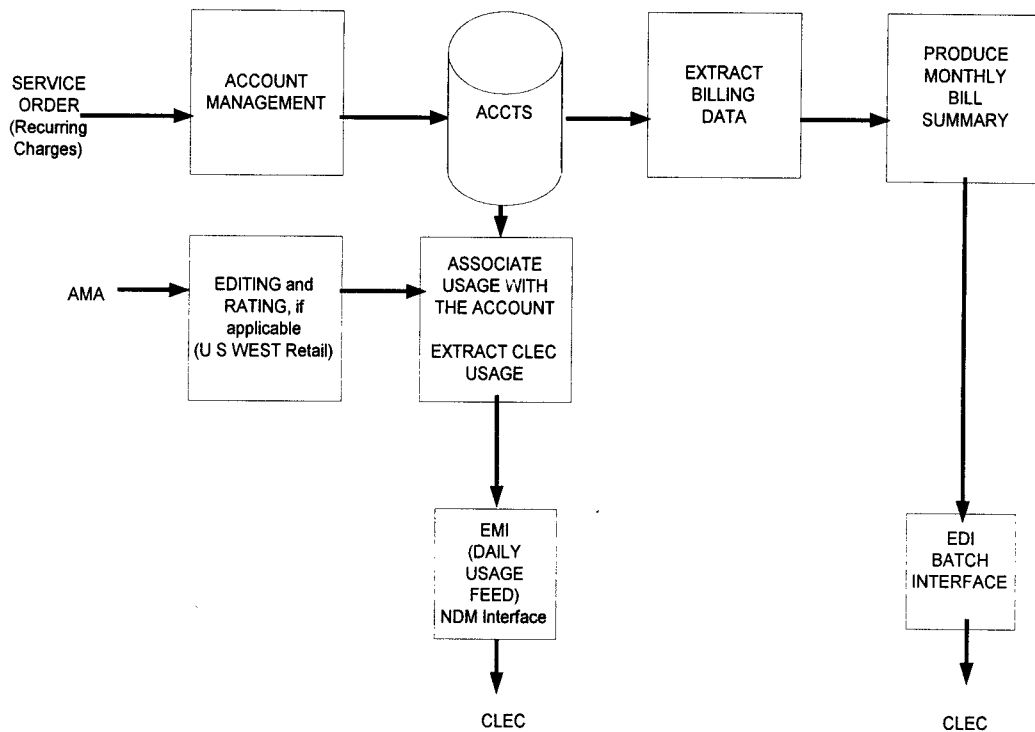 SERVICE
ORDER
(Recurring
Charges)
ACCOUNT
MANAGEMENT
ACCTS
EXTRACT
BILLING
DATA
PRODUCE
MONTHLY
BILL
SUMMARY
AMA
EDITING and
RATING, if
applicable
(U S WEST Retail)
ASSOCIATE
USAGE WITH
THE ACCOUNT
EXTRACT CLEC
USAGE
EMI
(DAILY
USAGE
FEED)
NDM Interface
EDI
BATCH
INTERFACE
CLEC
CLEC